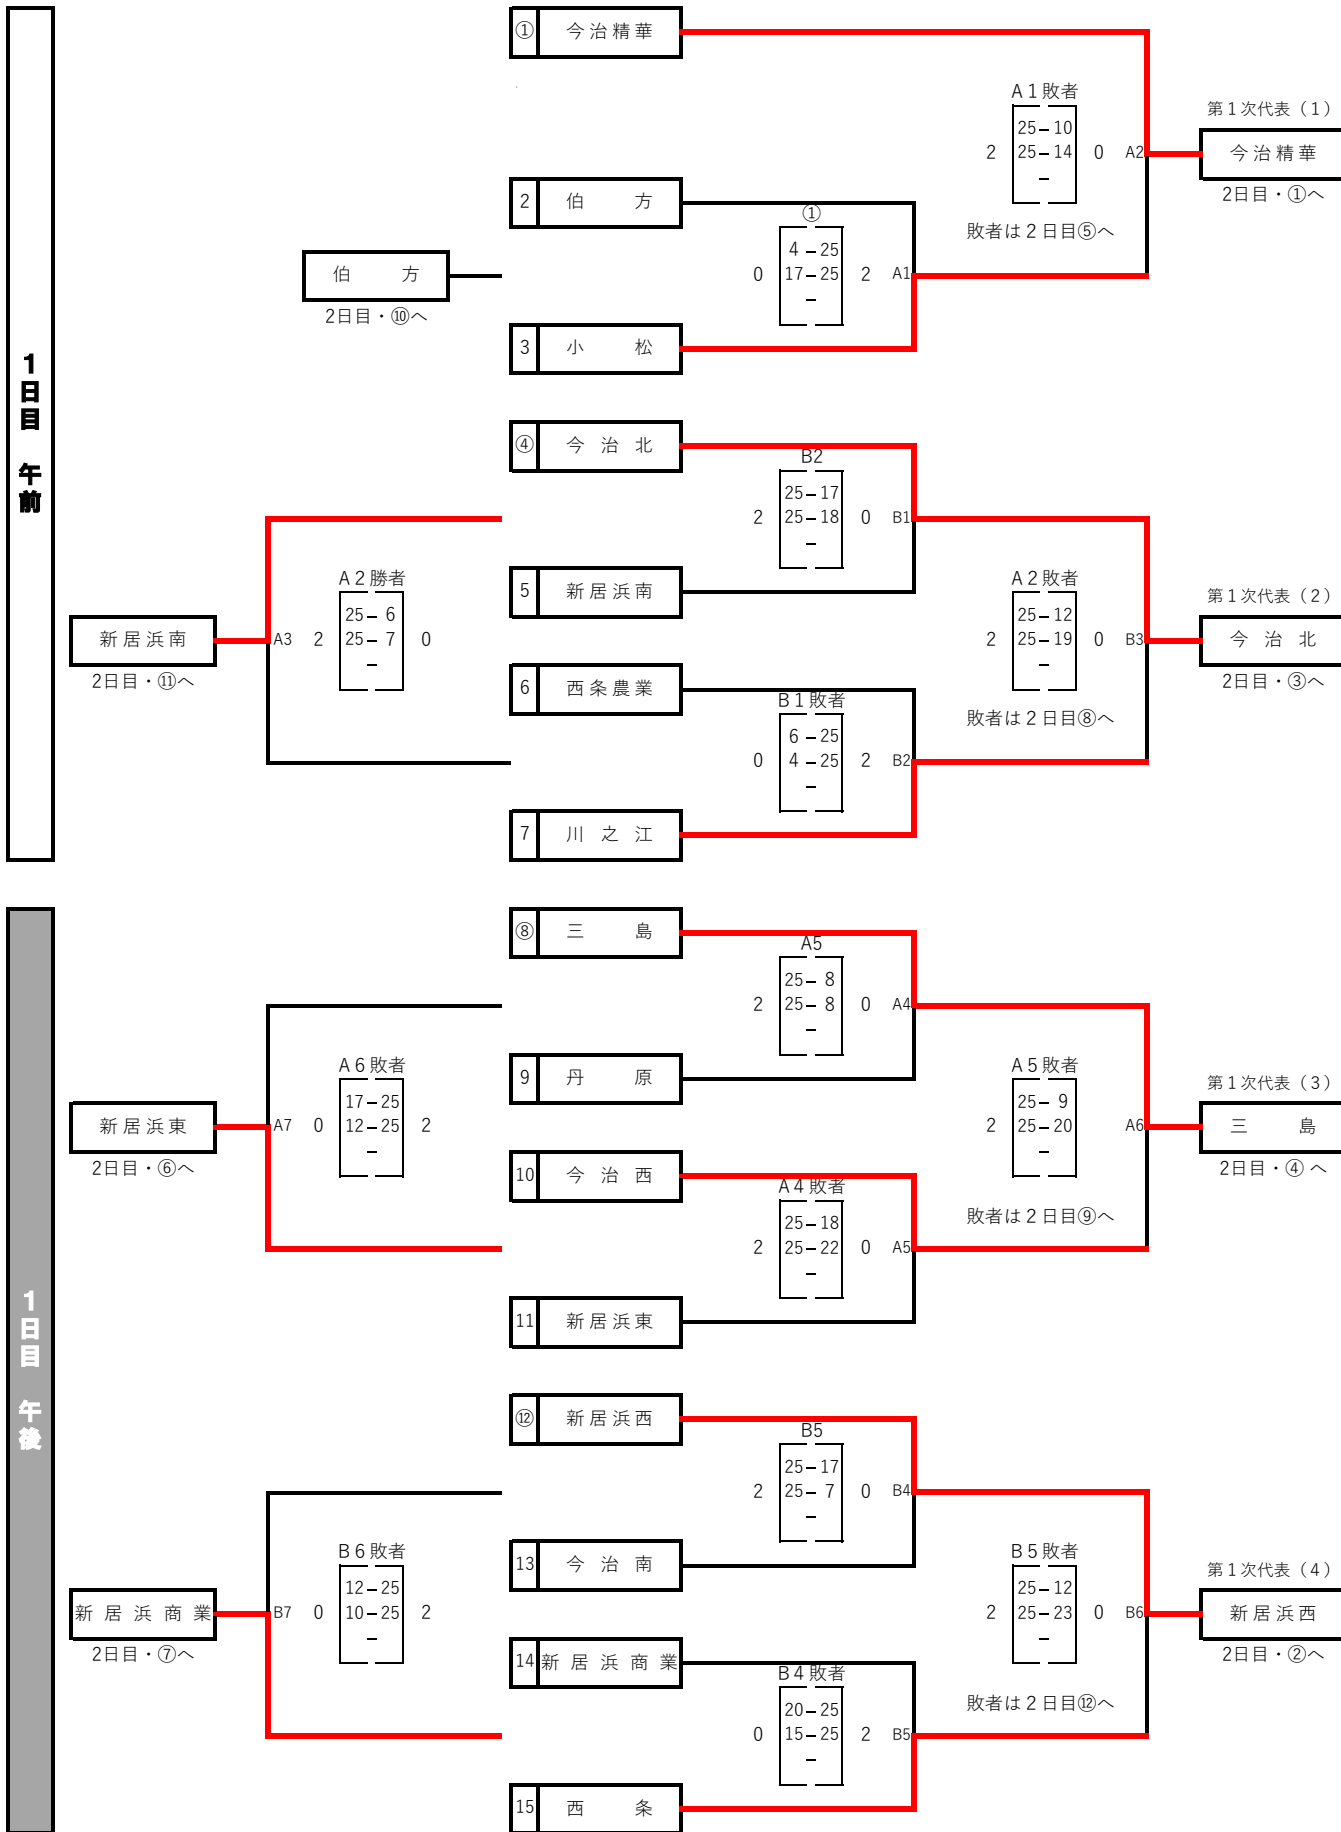 1日目 午前
① 今治精華
A1敗者
25−10
2 25−14 0 A2
−
敗者は2日目⑤へ
第1次代表（1）
今治精華
2日目・①へ
2 伯 方
①
4−25
0 17−25 2 A1
−
伯 方
2日目・⑩へ
3 小 松
④ 今治北
B2
25−17
2 25−18 0 B1
−
5 新居浜南
A2勝者
25−6
A3 2 25−7 0
−
新居浜南
2日目・⑪へ
A2敗者
25−12
2 25−19 0 B3
−
敗者は2日目⑧へ
第1次代表（2）
今治北
2日目・③へ
6 西条農業
B1敗者
6−25
0 4−25 2 B2
−
7 川之江
1日目 午後
⑧ 三 島
A5
25−8
2 25−8 0 A4
−
9 丹 原
A6敗者
17−25
A7 0 12−25 2
−
新居浜東
2日目・⑥へ
A5敗者
25−9
2 25−20 A6
−
敗者は2日目⑨へ
第1次代表（3）
三 島
2日目・④へ
10 今治西
A4敗者
25−18
2 25−22 0 A5
−
11 新居浜東
⑫ 新居浜西
B5
25−17
2 25−7 0 B4
−
13 今治南
B6敗者
12−25
B7 0 10−25 2
−
新居浜商業
2日目・⑦へ
B5敗者
25−12
2 25−23 0 B6
−
敗者は2日目⑫へ
第1次代表（4）
新居浜西
2日目・②へ
14 新居浜商業
B4敗者
20−25
0 15−25 2 B5
−
15 西 条